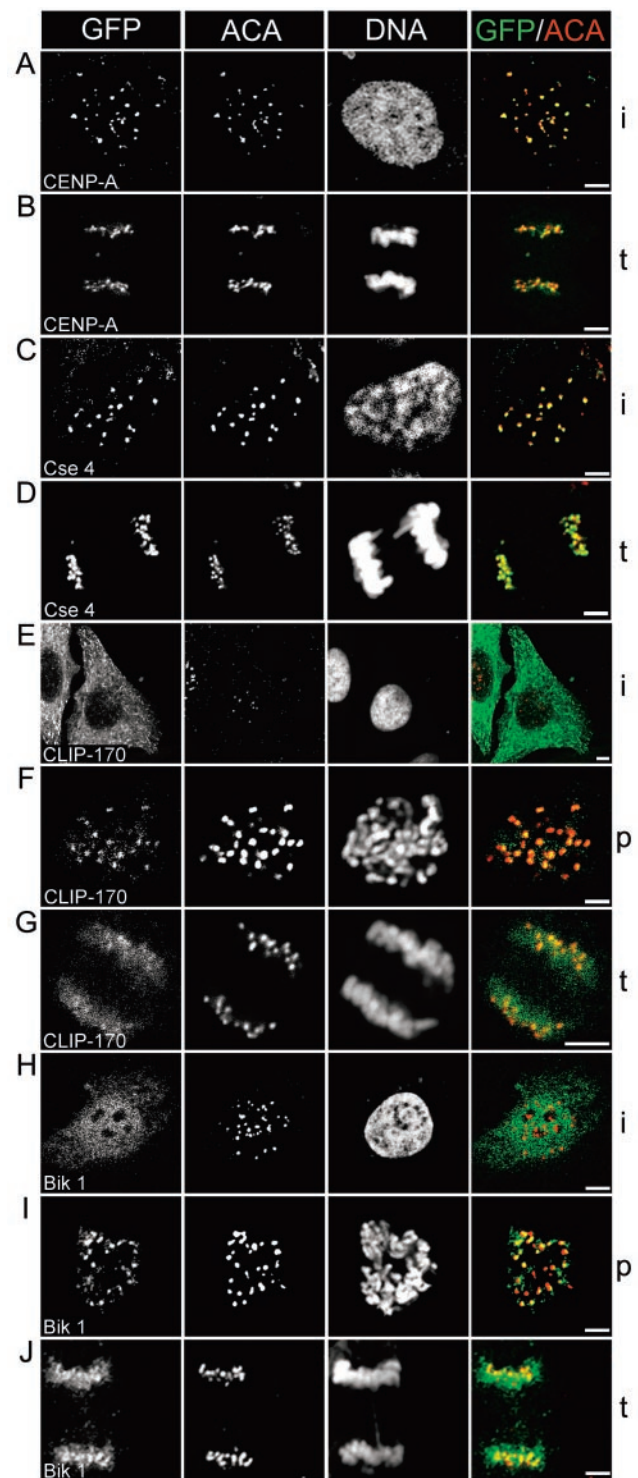 GFP ACA DNA GFP/ACA
A
i
CENP-A
B
t
CENP-A
C
i
Cse 4
D
t
Cse 4
E
i
CLIP-170
F
p
CLIP-170
G
t
CLIP-170
H
i
Bik 1
I
p
Bik 1
J
t
Bik 1